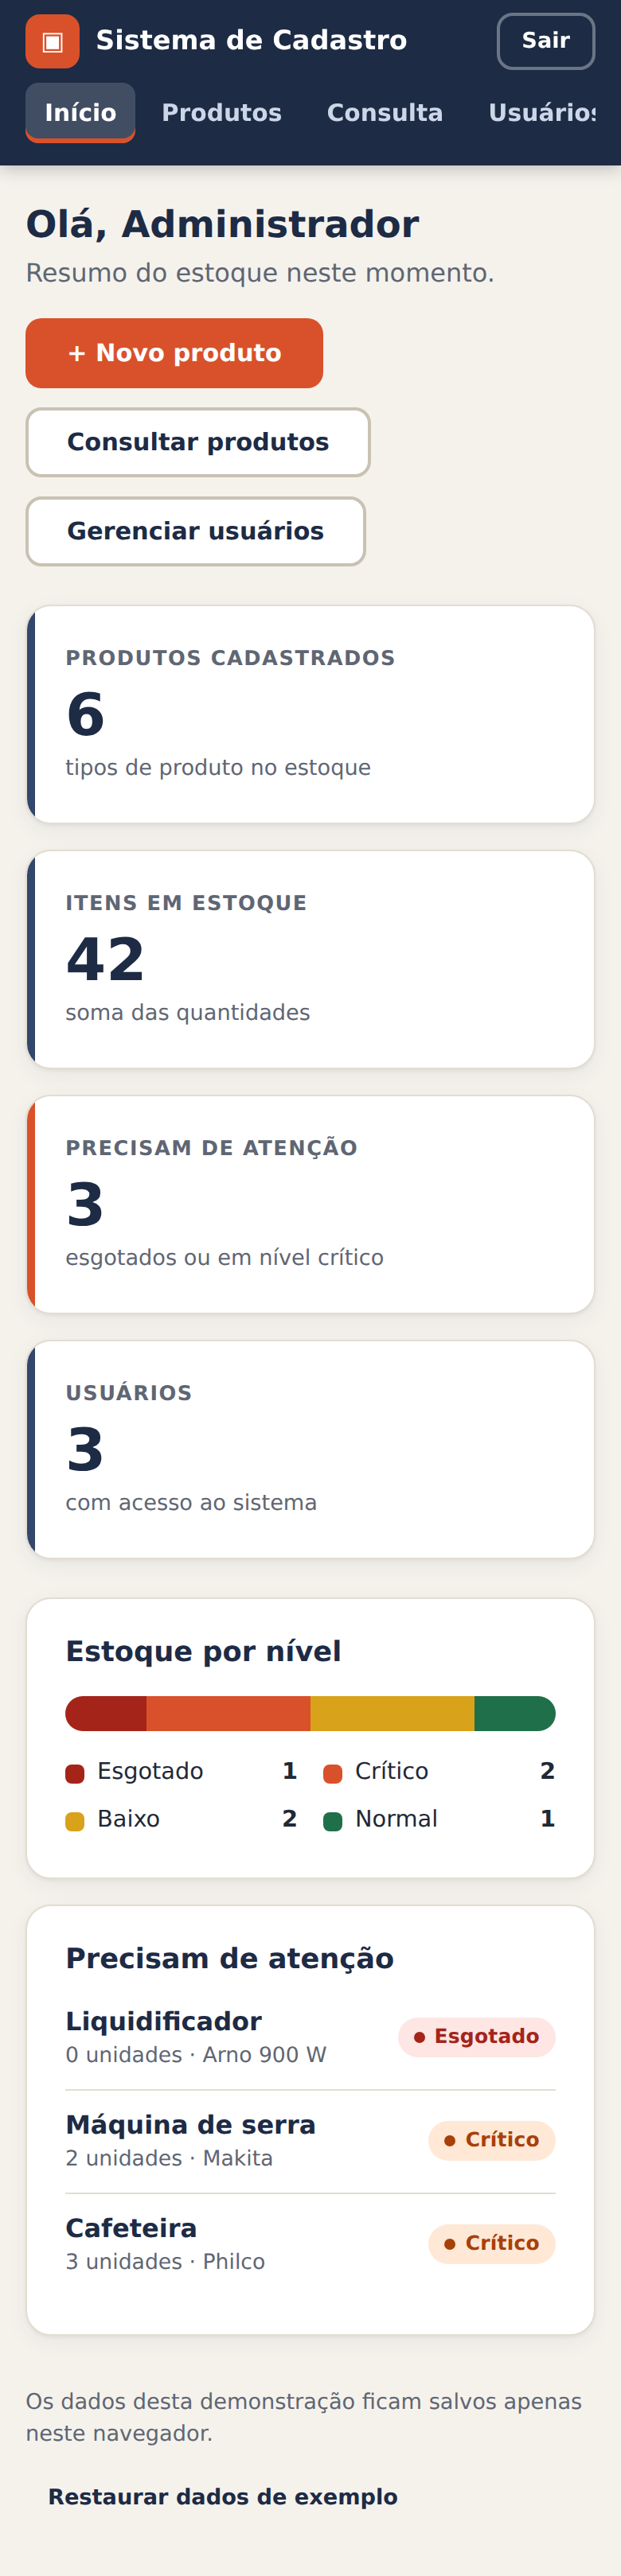 Sistema de Cadastro
Sair
Início Produtos Consulta Usuários
Olá, Administrador
Resumo do estoque neste momento.
+ Novo produto
Consultar produtos
Gerenciar usuários
PRODUTOS CADASTRADOS
6
tipos de produto no estoque
ITENS EM ESTOQUE
42
soma das quantidades
PRECISAM DE ATENÇÃO
3
esgotados ou em nível crítico
USUÁRIOS
3
com acesso ao sistema
Estoque por nível
Esgotado 1 Crítico 2
Baixo 2 Normal 1
Precisam de atenção
Liquidificador
0 unidades · Arno 900 W
Esgotado
Máquina de serra
2 unidades · Makita
Crítico
Cafeteira
3 unidades · Philco
Crítico
Os dados desta demonstração ficam salvos apenas
neste navegador.
Restaurar dados de exemplo